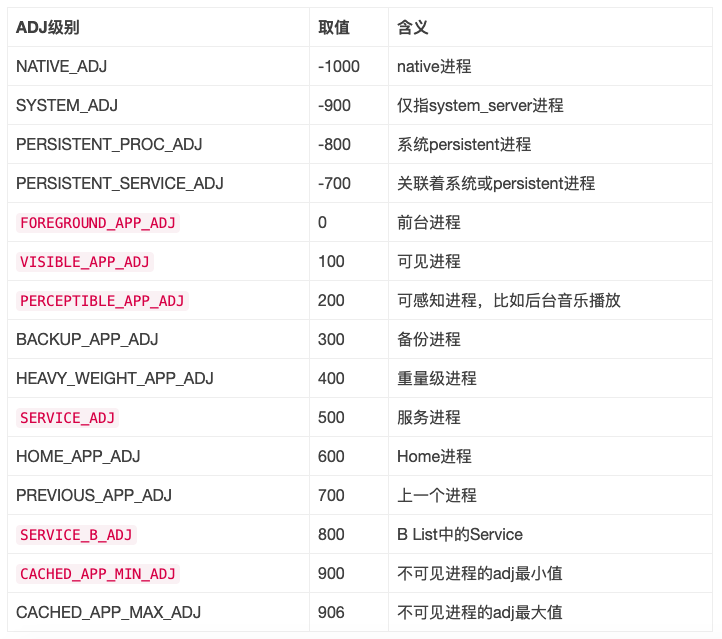 ADJ级别 取值 含义
NATIVE_ADJ -1000 native进程
SYSTEM_ADJ -900 仅指system_server进程
PERSISTENT_PROC_ADJ -800 系统persistent进程
PERSISTENT_SERVICE_ADJ -700 关联着系统或persistent进程
FOREGROUND_APP_ADJ 0 前台进程
VISIBLE_APP_ADJ 100 可见进程
PERCEPTIBLE_APP_ADJ 200 可感知进程，比如后台音乐播放
BACKUP_APP_ADJ 300 备份进程
HEAVY_WEIGHT_APP_ADJ 400 重量级进程
SERVICE_ADJ 500 服务进程
HOME_APP_ADJ 600 Home进程
PREVIOUS_APP_ADJ 700 上一个进程
SERVICE_B_ADJ 800 B List中的Service
CACHED_APP_MIN_ADJ 900 不可见进程的adj最小值
CACHED_APP_MAX_ADJ 906 不可见进程的adj最大值